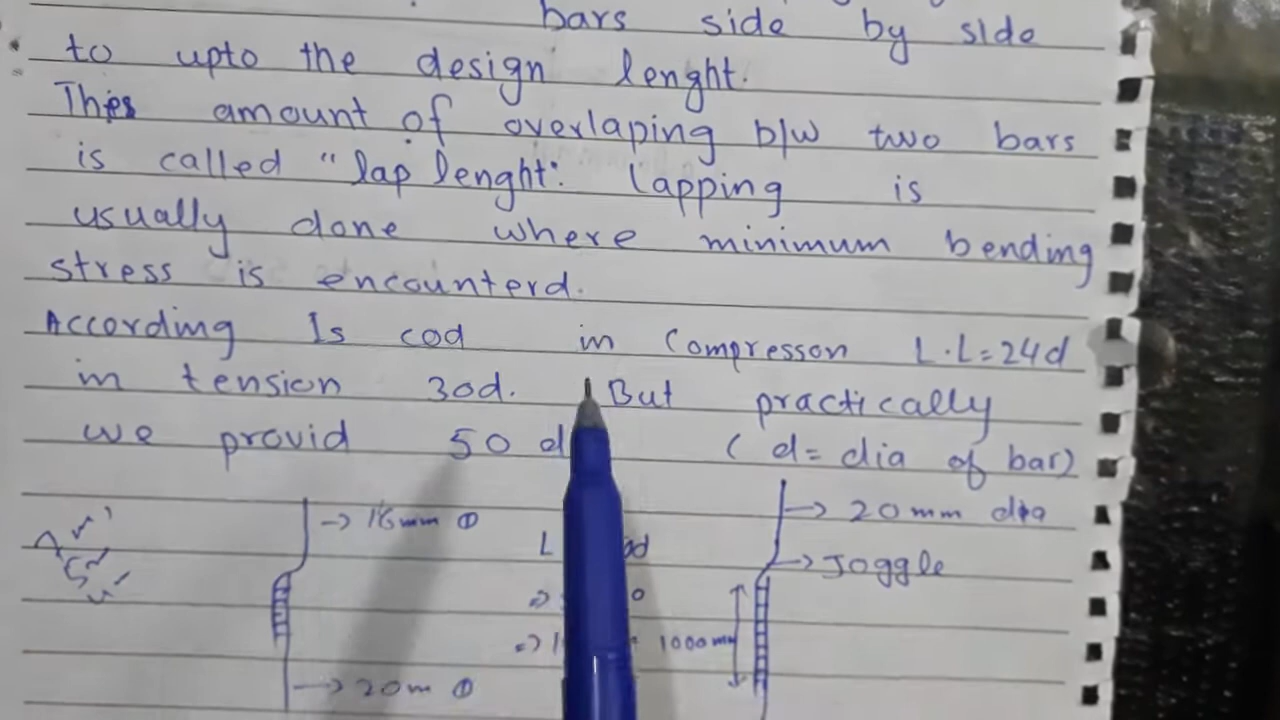 bars side by side
to upto the design lenght.
This amount of overlaping b/w two bars
is called "lap lenght". lapping is
usually done where minimum bending
stress is encounterd.
According Is cod in compresson L.L=24d
in tension 30d. But practically
we provid 50 d (d= dia of bar)
→ 16mm Φ
→ 20mm dia
→ Joggle
1000mm
→ 20m Φ